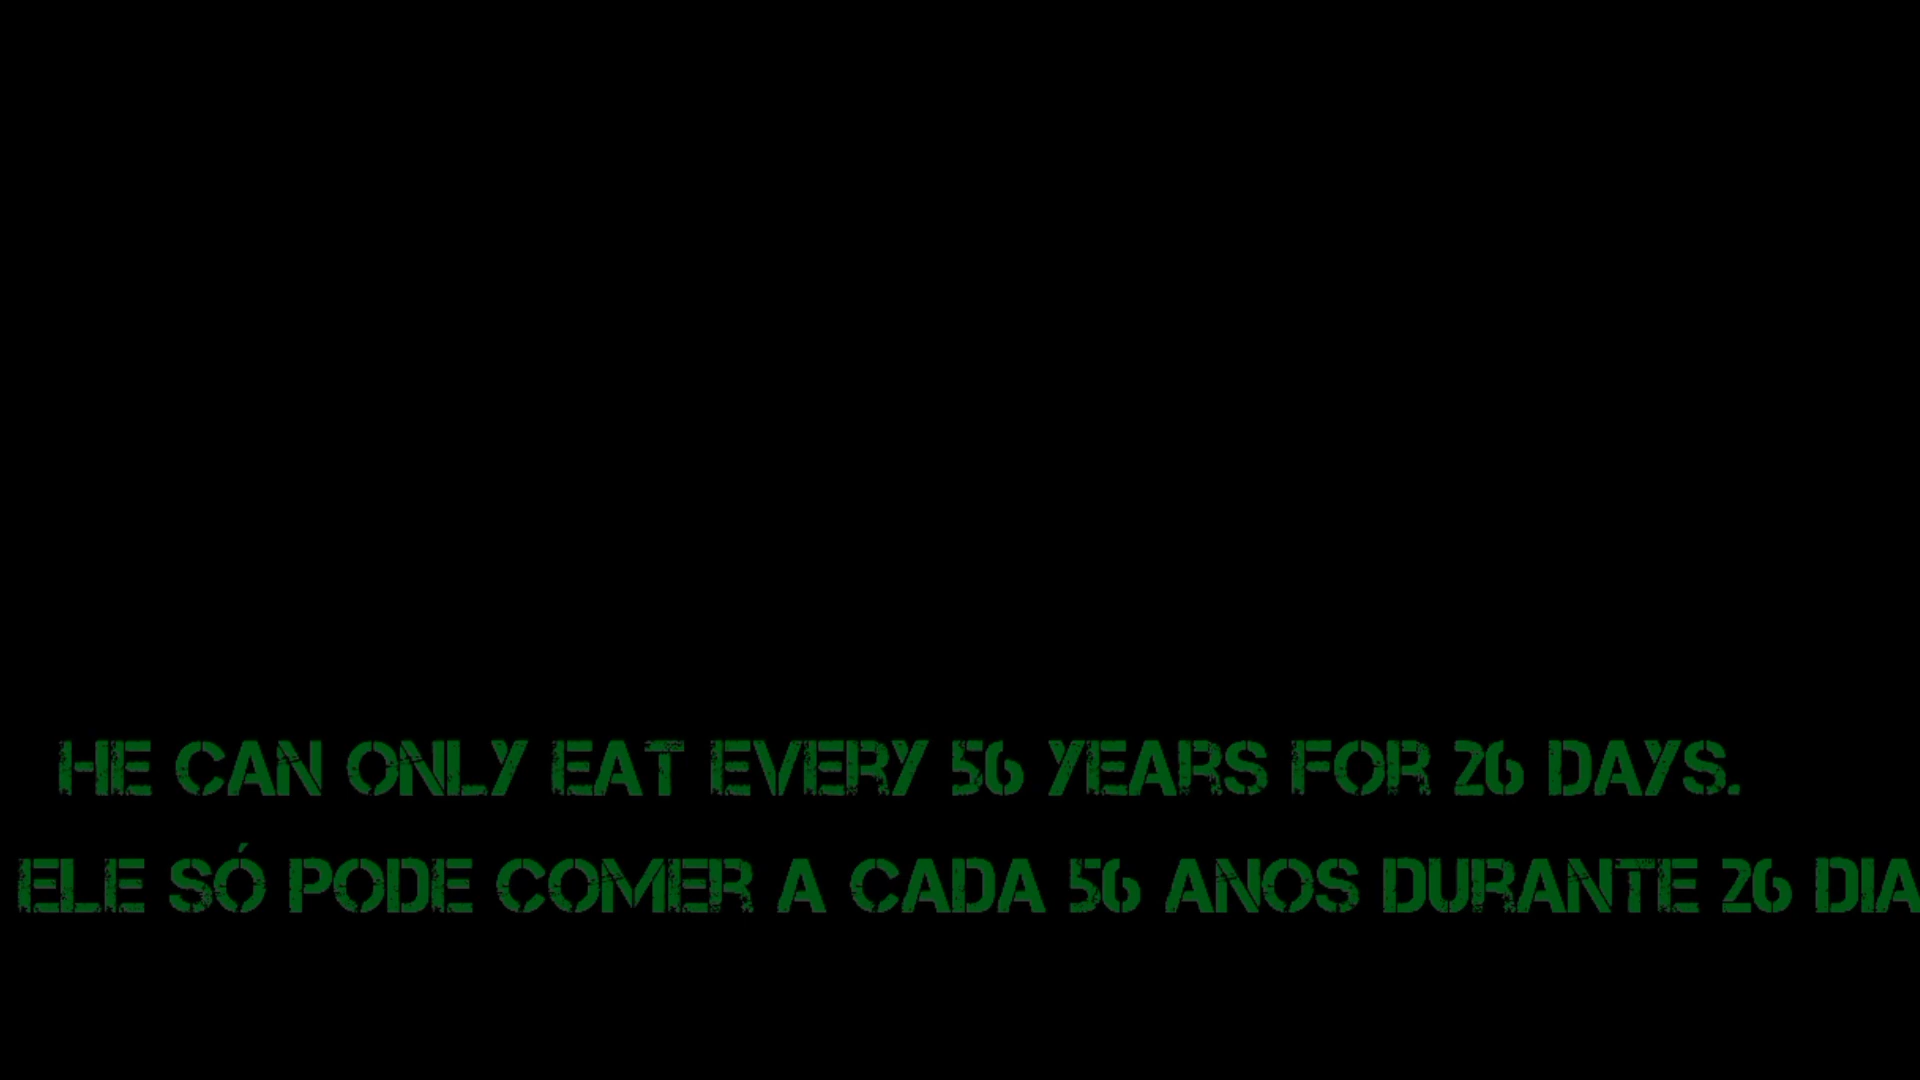 HE CAN ONLY EAT EVERY 56 YEARS FOR 26 DAYS.
ELE SÓ PODE COMER A CADA 56 ANOS DURANTE 26 DIA